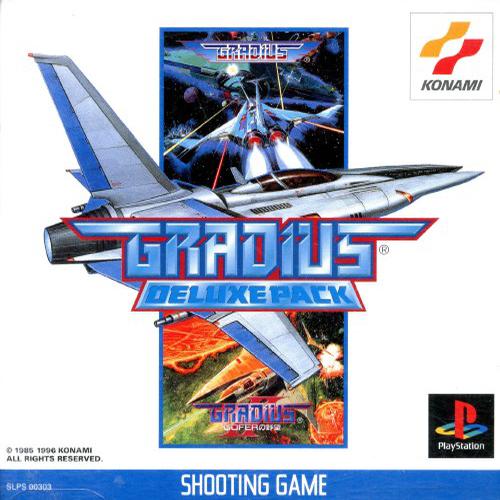 GRADIUS®
KONAMI
GRADIUS®
DELUXE PACK
GRADIUS II
GOFERの野望
© 1985 1996 KONAMI
ALL RIGHTS RESERVED.
PlayStation
SLPS 00303
SHOOTING GAME